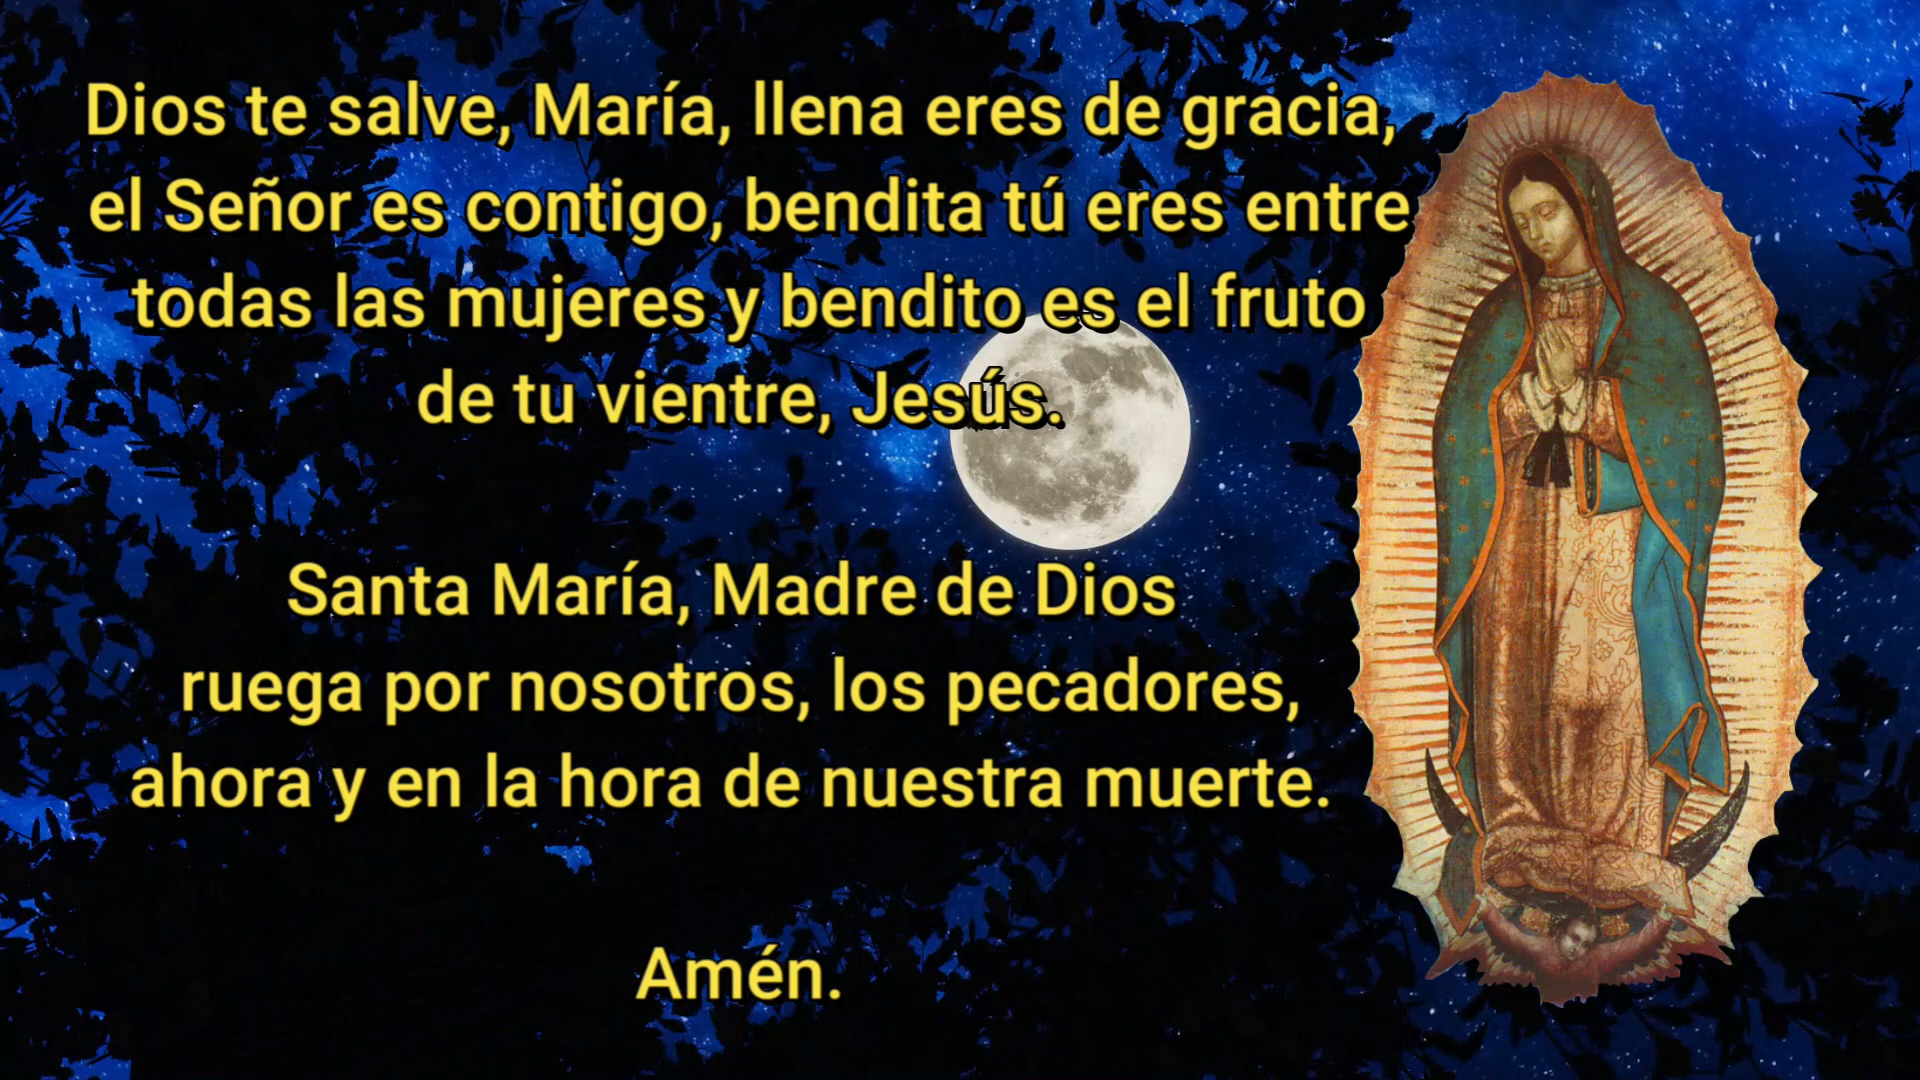 Dios te salve, María, llena eres de gracia,
el Señor es contigo, bendita tú eres entre
todas las mujeres y bendito es el fruto
de tu vientre, Jesús.
Santa María, Madre de Dios
ruega por nosotros, los pecadores,
ahora y en la hora de nuestra muerte.
Amén.